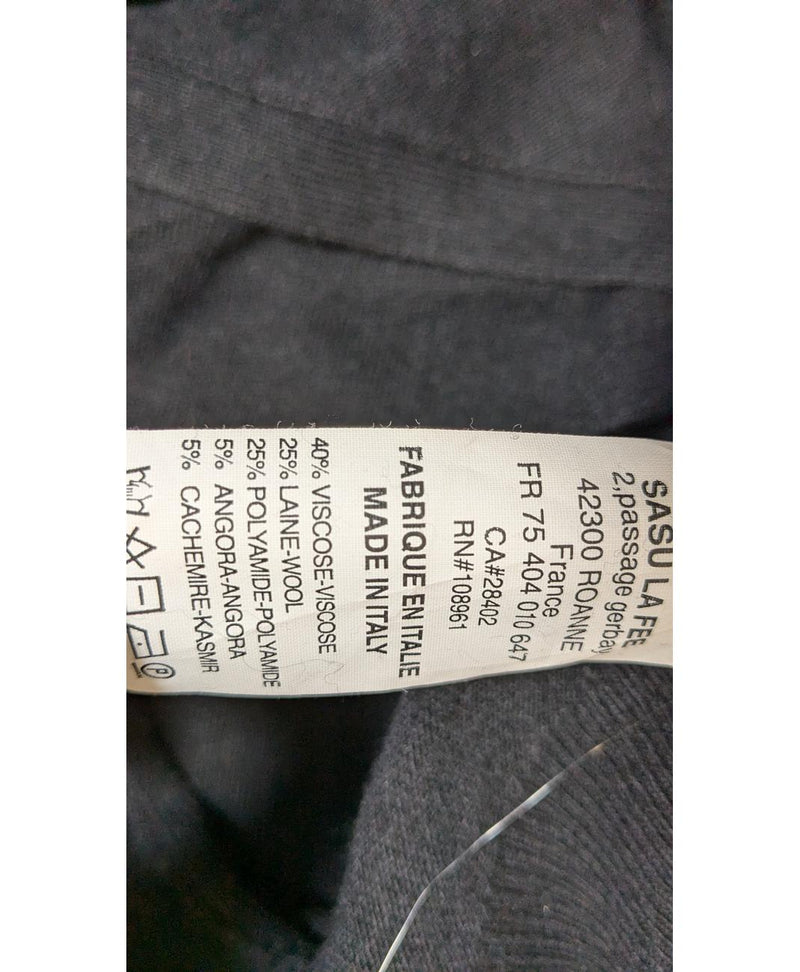 SASU LA FEE
2,passage gerbay
42300 ROANNE
France
FR 75 404 010 647
CA#28402
RN#108961
FABRIQUE EN ITALIE
MADE IN ITALY
40% VISCOSE-VISCOSE
25% LAINE-WOOL
25% POLYAMIDE-POLYAMIDE
5% ANGORA-ANGORA
5% CACHEMIRE-KASMIR
P